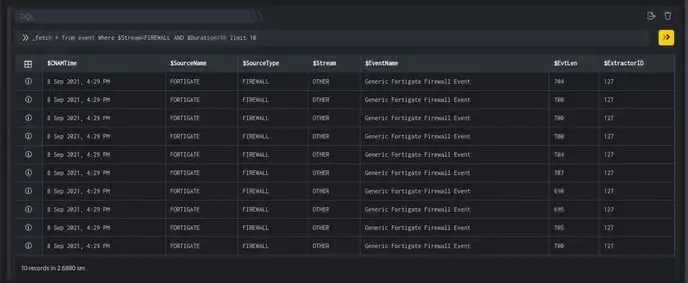 DQL
_fetch * from event Where $Stream=FIREWALL AND $Duration=1h limit 10
$CNAMTime $SourceName $SourceType $Stream $EventName $EvtLen $ExtractorID
8 Sep 2021, 4:29 PM FORTIGATE FIREWALL OTHER Generic Fortigate Firewall Event 704 127
8 Sep 2021, 4:29 PM FORTIGATE FIREWALL OTHER Generic Fortigate Firewall Event 127
8 Sep 2021, 4:29 PM FORTIGATE FIREWALL OTHER Generic Fortigate Firewall Event 700 127
8 Sep 2021, 4:29 PM FORTIGATE FIREWALL OTHER Generic Fortigate Firewall Event 700 127
8 Sep 2021, 4:29 PM FORTIGATE FIREWALL OTHER Generic Fortigate Firewall Event 704 127
8 Sep 2021, 4:29 PM FORTIGATE FIREWALL OTHER Generic Fortigate Firewall Event 707 127
8 Sep 2021, 4:29 PM FORTIGATE FIREWALL OTHER Generic Fortigate Firewall Event 127
8 Sep 2021, 4:29 PM FORTIGATE FIREWALL OTHER Generic Fortigate Firewall Event 695 127
8 Sep 2021, 4:29 PM FORTIGATE FIREWALL OTHER Generic Fortigate Firewall Event 705 127
8 Sep 2021, 4:29 PM FORTIGATE FIREWALL OTHER Generic Fortigate Firewall Event 700 127
10 records in 2.6880 sec.